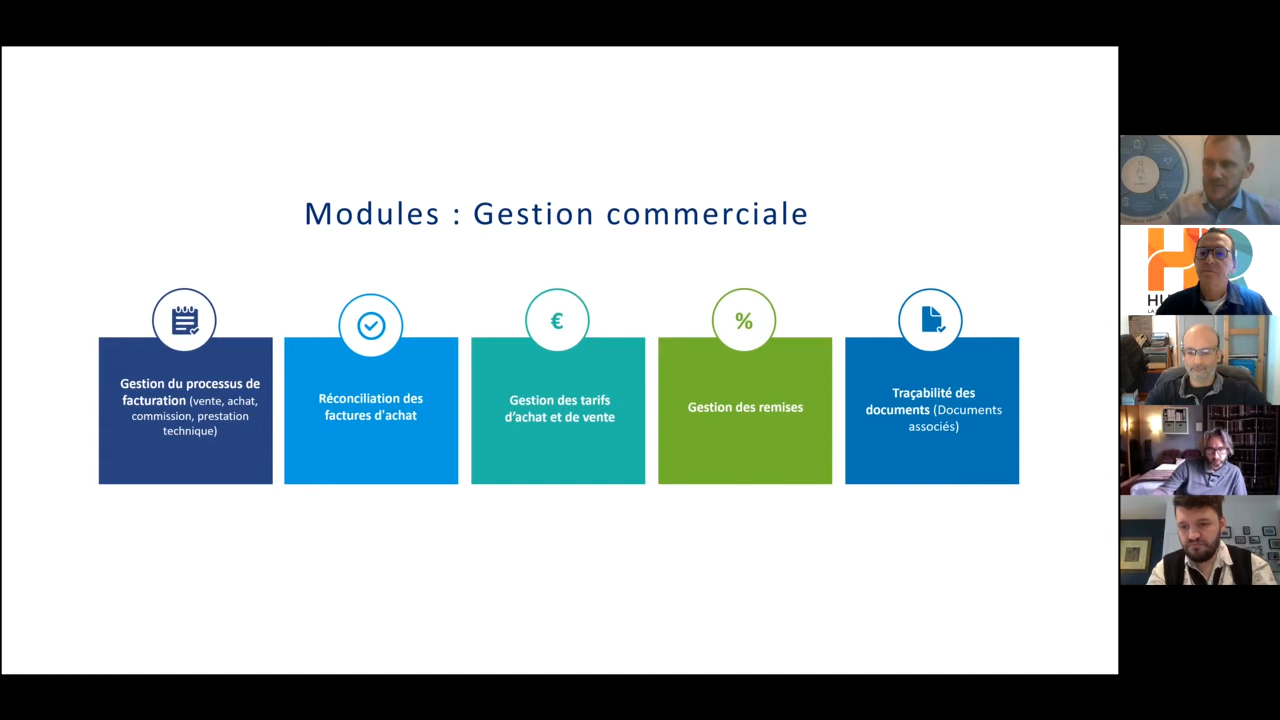 Modules : Gestion commerciale
Gestion du processus de
facturation (vente, achat,
commission, prestation
technique)
Réconciliation des
factures d'achat
€
Gestion des tarifs
d’achat et de vente
%
Gestion des remises
Traçabilité des
documents (Documents
associés)